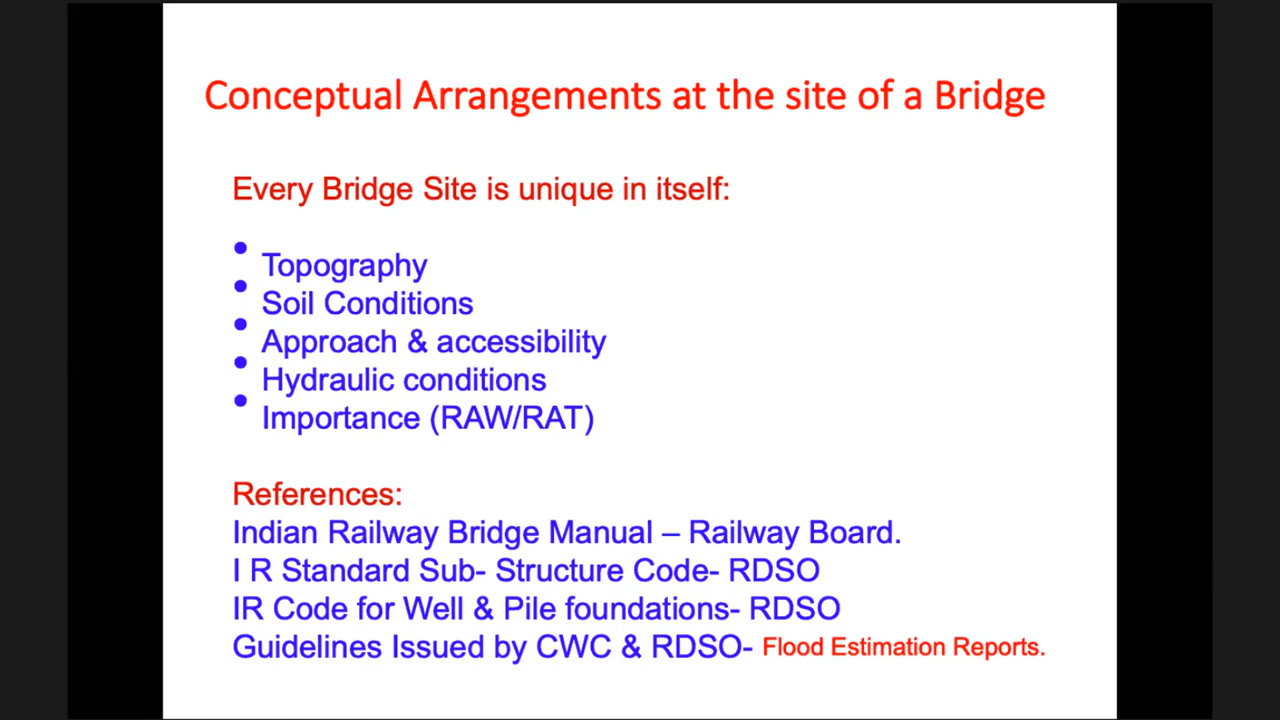 Conceptual Arrangements at the site of a Bridge
Every Bridge Site is unique in itself:
• Topography
• Soil Conditions
• Approach & accessibility
• Hydraulic conditions
• Importance (RAW/RAT)
References:
Indian Railway Bridge Manual – Railway Board.
I R Standard Sub- Structure Code- RDSO
IR Code for Well & Pile foundations- RDSO
Guidelines Issued by CWC & RDSO- Flood Estimation Reports.